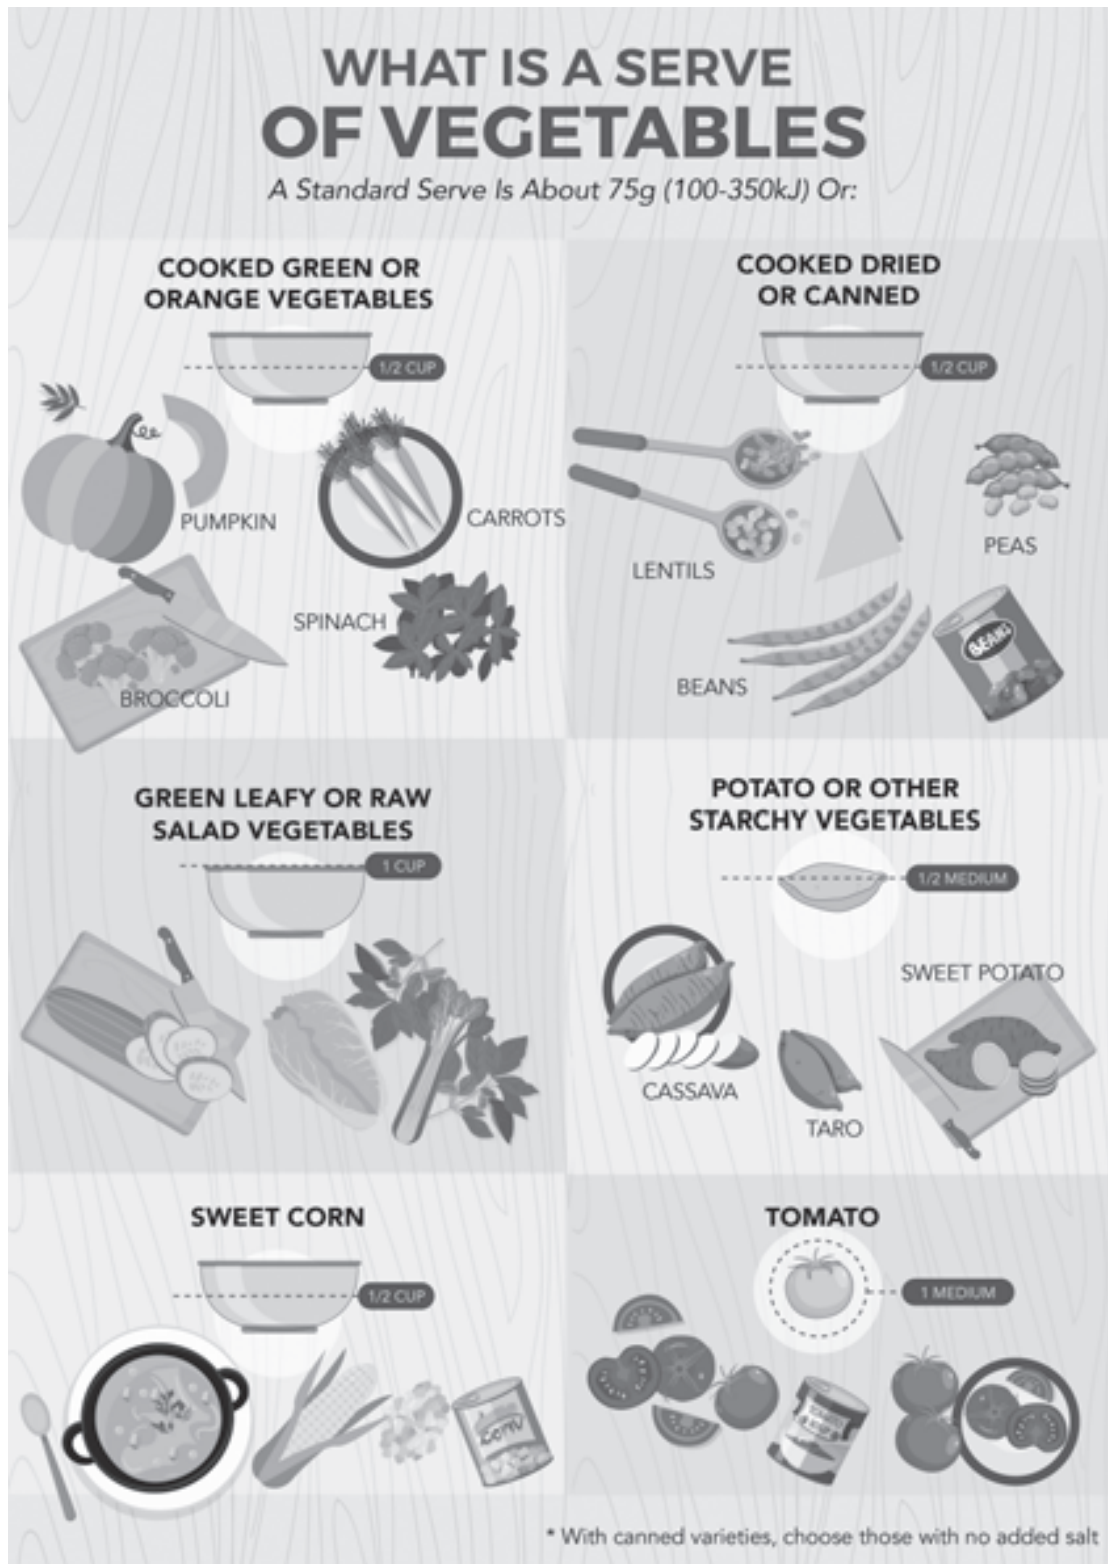 WHAT IS A SERVE
OF VEGETABLES
A Standard Serve Is About 75g (100-350kJ) Or:
COOKED GREEN OR
ORANGE VEGETABLES
1/2 CUP
PUMPKIN
CARROTS
SPINACH
BROCCOLI
COOKED DRIED
OR CANNED
1/2 CUP
LENTILS
PEAS
BEANS
BEANS
GREEN LEAFY OR RAW
SALAD VEGETABLES
1 CUP
POTATO OR OTHER
STARCHY VEGETABLES
1/2 MEDIUM
SWEET POTATO
CASSAVA
TARO
SWEET CORN
1/2 CUP
corn
TOMATO
1 MEDIUM
* With canned varieties, choose those with no added salt